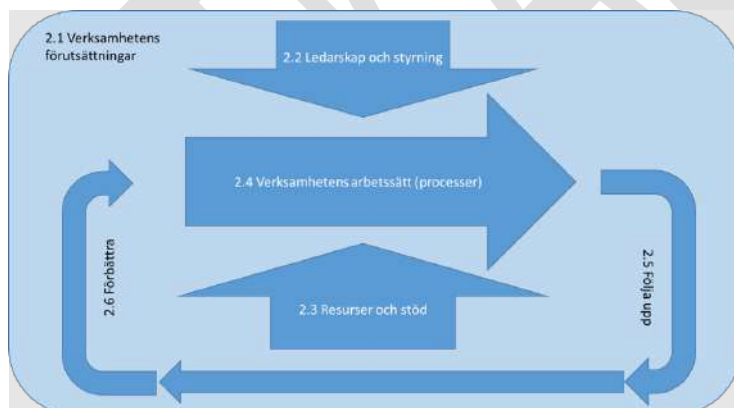 2.1 Verksamhetens
förutsättningar
2.2 Ledarskap och styrning
2.4 Verksamhetens arbetssätt (processer)
2.6 Förbättra
2.5 Följa upp
2.3 Resurser och stöd